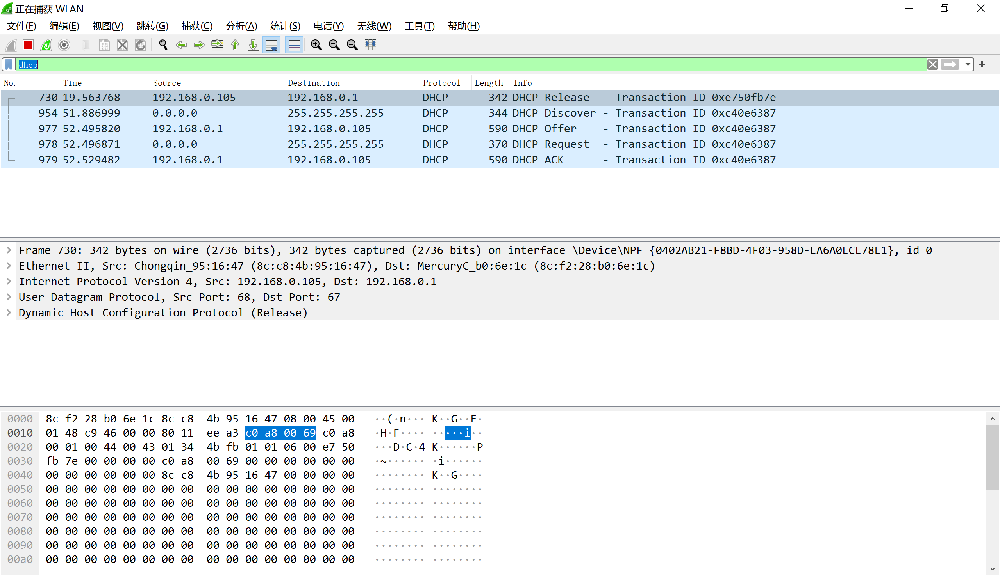 正在捕获 WLAN
文件(F) 编辑(E) 视图(V) 跳转(G) 捕获(C) 分析(A) 统计(S) 电话(Y) 无线(W) 工具(T) 帮助(H)
dhcp
No. Time Source Destination Protocol Length Info
730 19.563768 192.168.0.105 192.168.0.1 DHCP 342 DHCP Release - Transaction ID 0xe750fb7e
954 51.886999 0.0.0.0 255.255.255.255 DHCP 344 DHCP Discover - Transaction ID 0xc40e6387
977 52.495820 192.168.0.1 192.168.0.105 DHCP 590 DHCP Offer - Transaction ID 0xc40e6387
978 52.496871 0.0.0.0 255.255.255.255 DHCP 370 DHCP Request - Transaction ID 0xc40e6387
979 52.529482 192.168.0.1 192.168.0.105 DHCP 590 DHCP ACK - Transaction ID 0xc40e6387
Frame 730: 342 bytes on wire (2736 bits), 342 bytes captured (2736 bits) on interface \Device\NPF_{0402AB21-F8BD-4F03-958D-EA6A0ECE78E1}, id 0
Ethernet II, Src: Chongqin_95:16:47 (8c:c8:4b:95:16:47), Dst: MercuryC_b0:6e:1c (8c:f2:28:b0:6e:1c)
Internet Protocol Version 4, Src: 192.168.0.105, Dst: 192.168.0.1
User Datagram Protocol, Src Port: 68, Dst Port: 67
Dynamic Host Configuration Protocol (Release)
0000 8c f2 28 b0 6e 1c 8c c8 4b 95 16 47 08 00 45 00 ··(·n··· K··G··E·
0010 01 48 c9 46 00 00 80 11 ee a3 c0 a8 00 69 c0 a8 ·H·F···· ·····i··
0020 00 01 00 44 00 43 01 34 4b fb 01 01 06 00 e7 50 ···D·C·4 K······P
0030 fb 7e 00 00 00 00 c0 a8 00 69 00 00 00 00 00 00 ·~······ ·i······
0040 00 00 00 00 00 00 8c c8 4b 95 16 47 00 00 00 00 ········ K··G····
0050 00 00 00 00 00 00 00 00 00 00 00 00 00 00 00 00 ········ ········
0060 00 00 00 00 00 00 00 00 00 00 00 00 00 00 00 00 ········ ········
0070 00 00 00 00 00 00 00 00 00 00 00 00 00 00 00 00 ········ ········
0080 00 00 00 00 00 00 00 00 00 00 00 00 00 00 00 00 ········ ········
0090 00 00 00 00 00 00 00 00 00 00 00 00 00 00 00 00 ········ ········
00a0 00 00 00 00 00 00 00 00 00 00 00 00 00 00 00 00 ········ ········